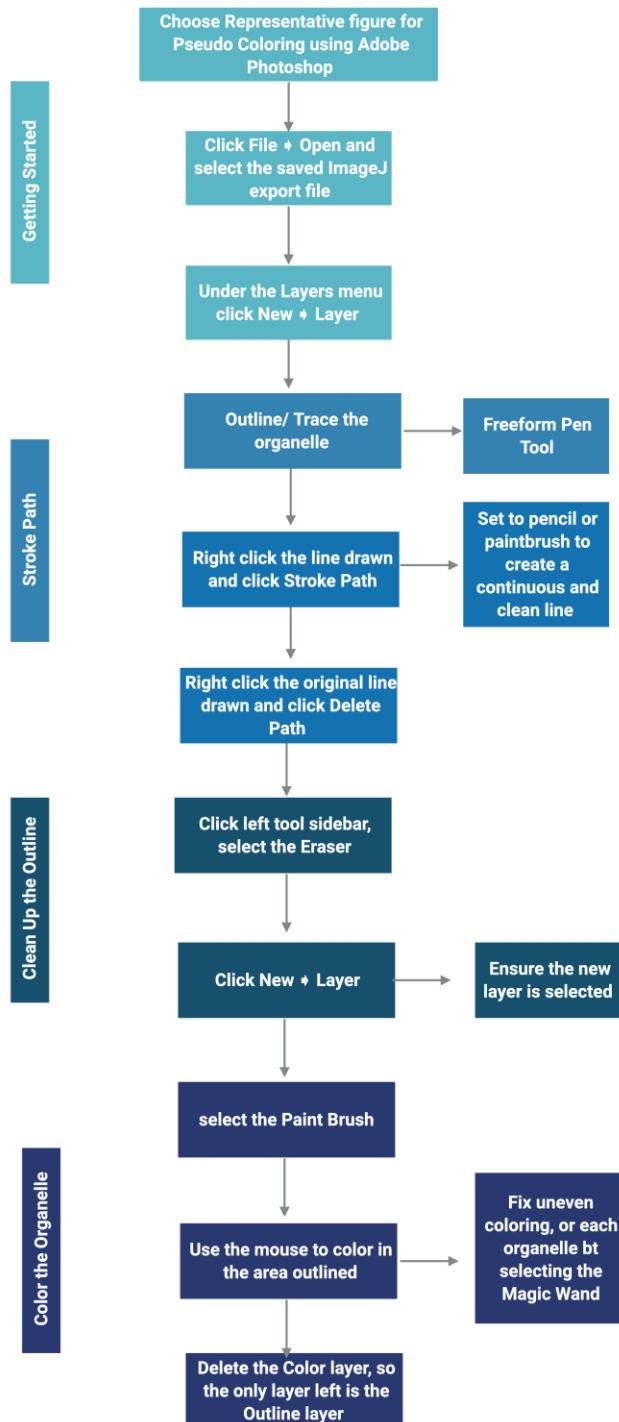 Choose Representative figure for
Pseudo Coloring using Adobe
Photoshop
Getting Started
Click File ➧ Open and
select the saved ImageJ
export file
Under the Layers menu
click New ➧ Layer
Stroke Path
Outline/ Trace the
organelle
Freeform Pen
Tool
Right click the line drawn
and click Stroke Path
Set to pencil or
paintbrush to
create a
continuous and
clean line
Right click the original line
drawn and click Delete
Path
Clean Up the Outline
Click left tool sidebar,
select the Eraser
Click New ➧ Layer
Ensure the new
layer is selected
Color the Organelle
select the Paint Brush
Use the mouse to color in
the area outlined
Fix uneven
coloring, or each
organelle bt
selecting the
Magic Wand
Delete the Color layer, so
the only layer left is the
Outline layer